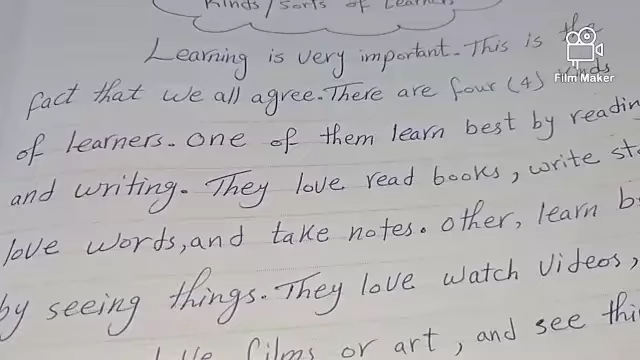 Kinds/Sorts of Learners
Learning is very important. This is the
Film Maker
fact that we all agree. There are four (4) kinds
of learners. One of them learn best by reading
and writing. They love read books, write
love words, and take notes. Other, learn
by seeing things. They love watch videos,
films or art, and see